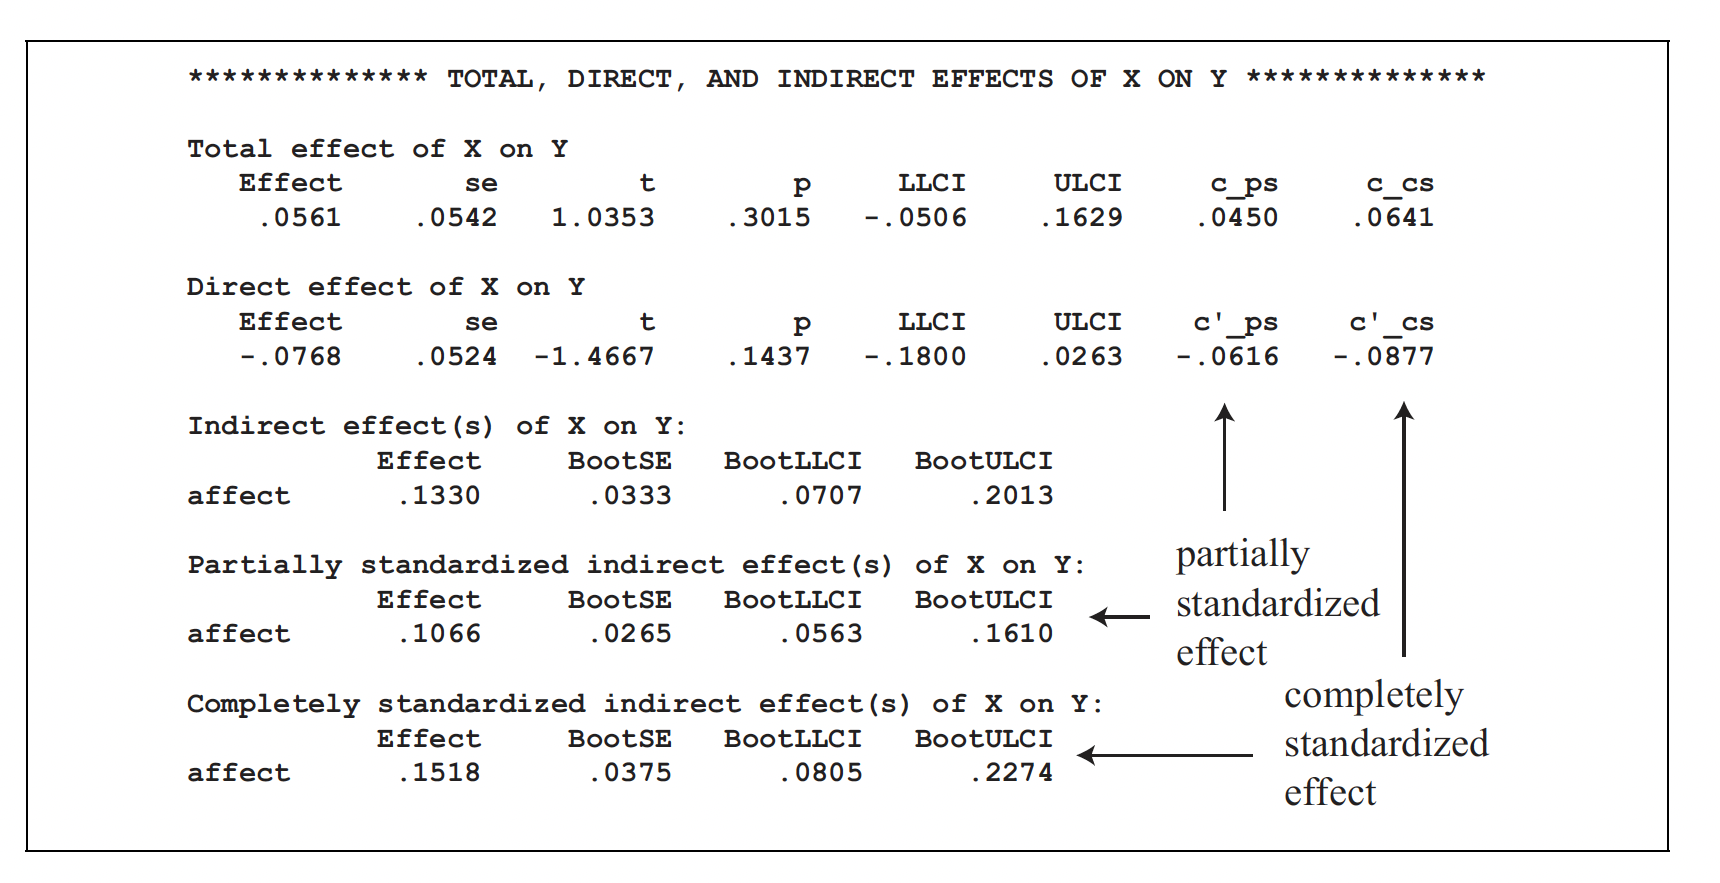 ************** TOTAL, DIRECT, AND INDIRECT EFFECTS OF X ON Y **************
Total effect of X on Y
Effect se t p LLCI ULCI c_ps c_cs
.0561 .0542 1.0353 .3015 -.0506 .1629 .0450 .0641
Direct effect of X on Y
Effect se t p LLCI ULCI c'_ps c'_cs
-.0768 .0524 -1.4667 .1437 -.1800 .0263 -.0616 -.0877
Indirect effect(s) of X on Y:
Effect BootSE BootLLCI BootULCI
affect .1330 .0333 .0707 .2013
Partially standardized indirect effect(s) of X on Y:
Effect BootSE BootLLCI BootULCI
affect .1066 .0265 .0563 .1610
partially
standardized
effect
Completely standardized indirect effect(s) of X on Y:
Effect BootSE BootLLCI BootULCI
affect .1518 .0375 .0805 .2274
completely
standardized
effect